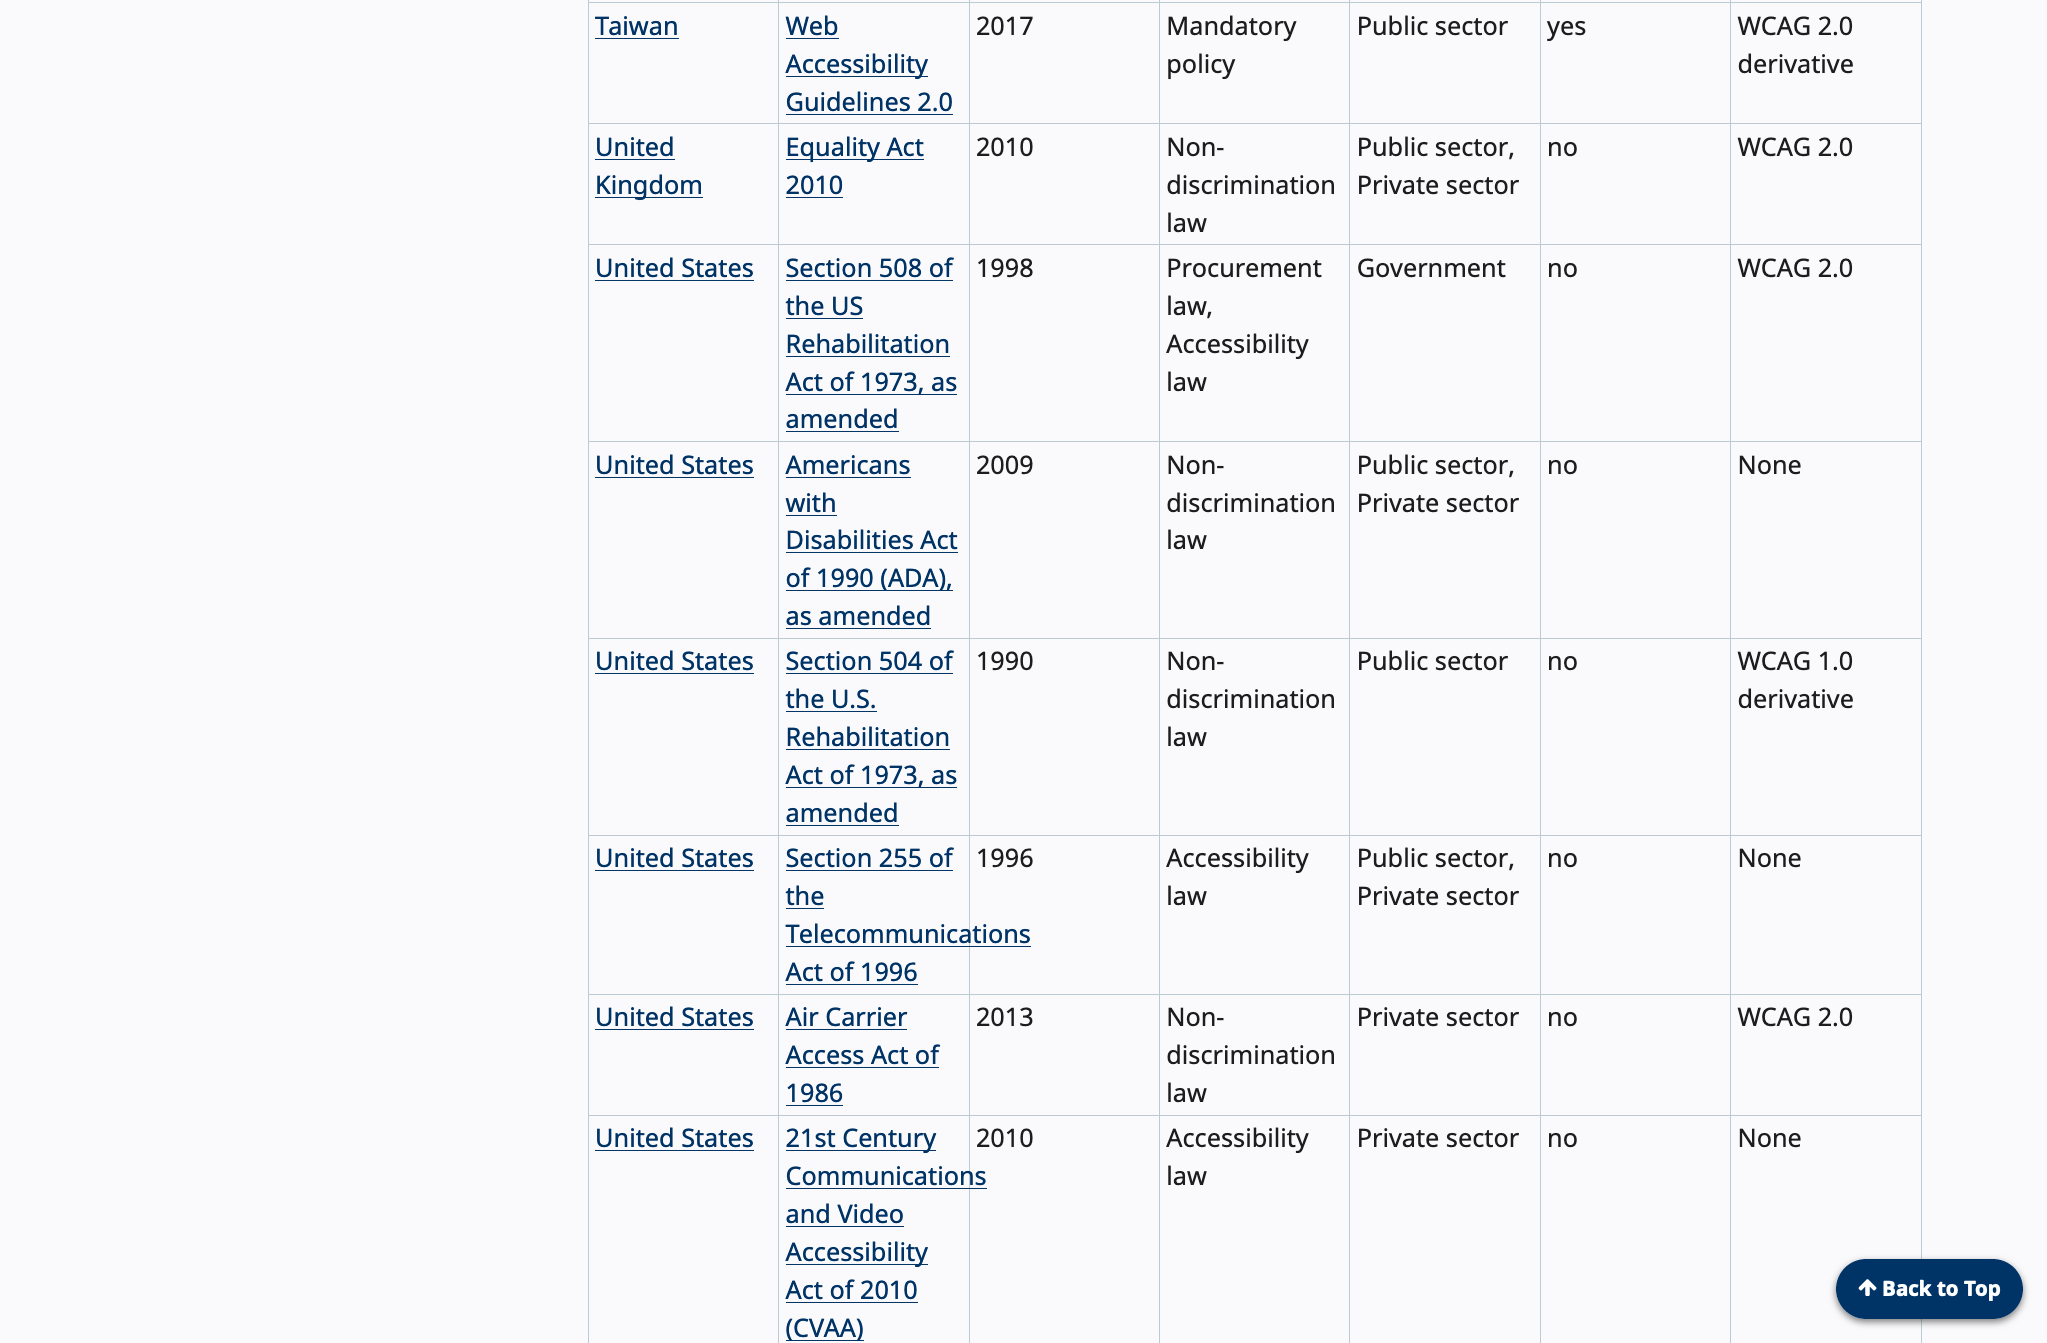 Taiwan
Web
Accessibility
Guidelines 2.0
2017
Mandatory
policy
Public sector
yes
WCAG 2.0
derivative
United
Kingdom
Equality Act
2010
2010
Non-
discrimination
law
Public sector,
Private sector
no
WCAG 2.0
United States
Section 508 of
the US
Rehabilitation
Act of 1973, as
amended
1998
Procurement
law,
Accessibility
law
Government
no
WCAG 2.0
United States
Americans
with
Disabilities Act
of 1990 (ADA),
as amended
2009
Non-
discrimination
law
Public sector,
Private sector
no
None
United States
Section 504 of
the U.S.
Rehabilitation
Act of 1973, as
amended
1990
Non-
discrimination
law
Public sector
no
WCAG 1.0
derivative
United States
Section 255 of
the
Telecommunications
Act of 1996
1996
Accessibility
law
Public sector,
Private sector
no
None
United States
Air Carrier
Access Act of
1986
2013
Non-
discrimination
law
Private sector
no
WCAG 2.0
United States
21st Century
Communications
and Video
Accessibility
Act of 2010
(CVAA)
2010
Accessibility
law
Private sector
no
None
↑ Back to Top